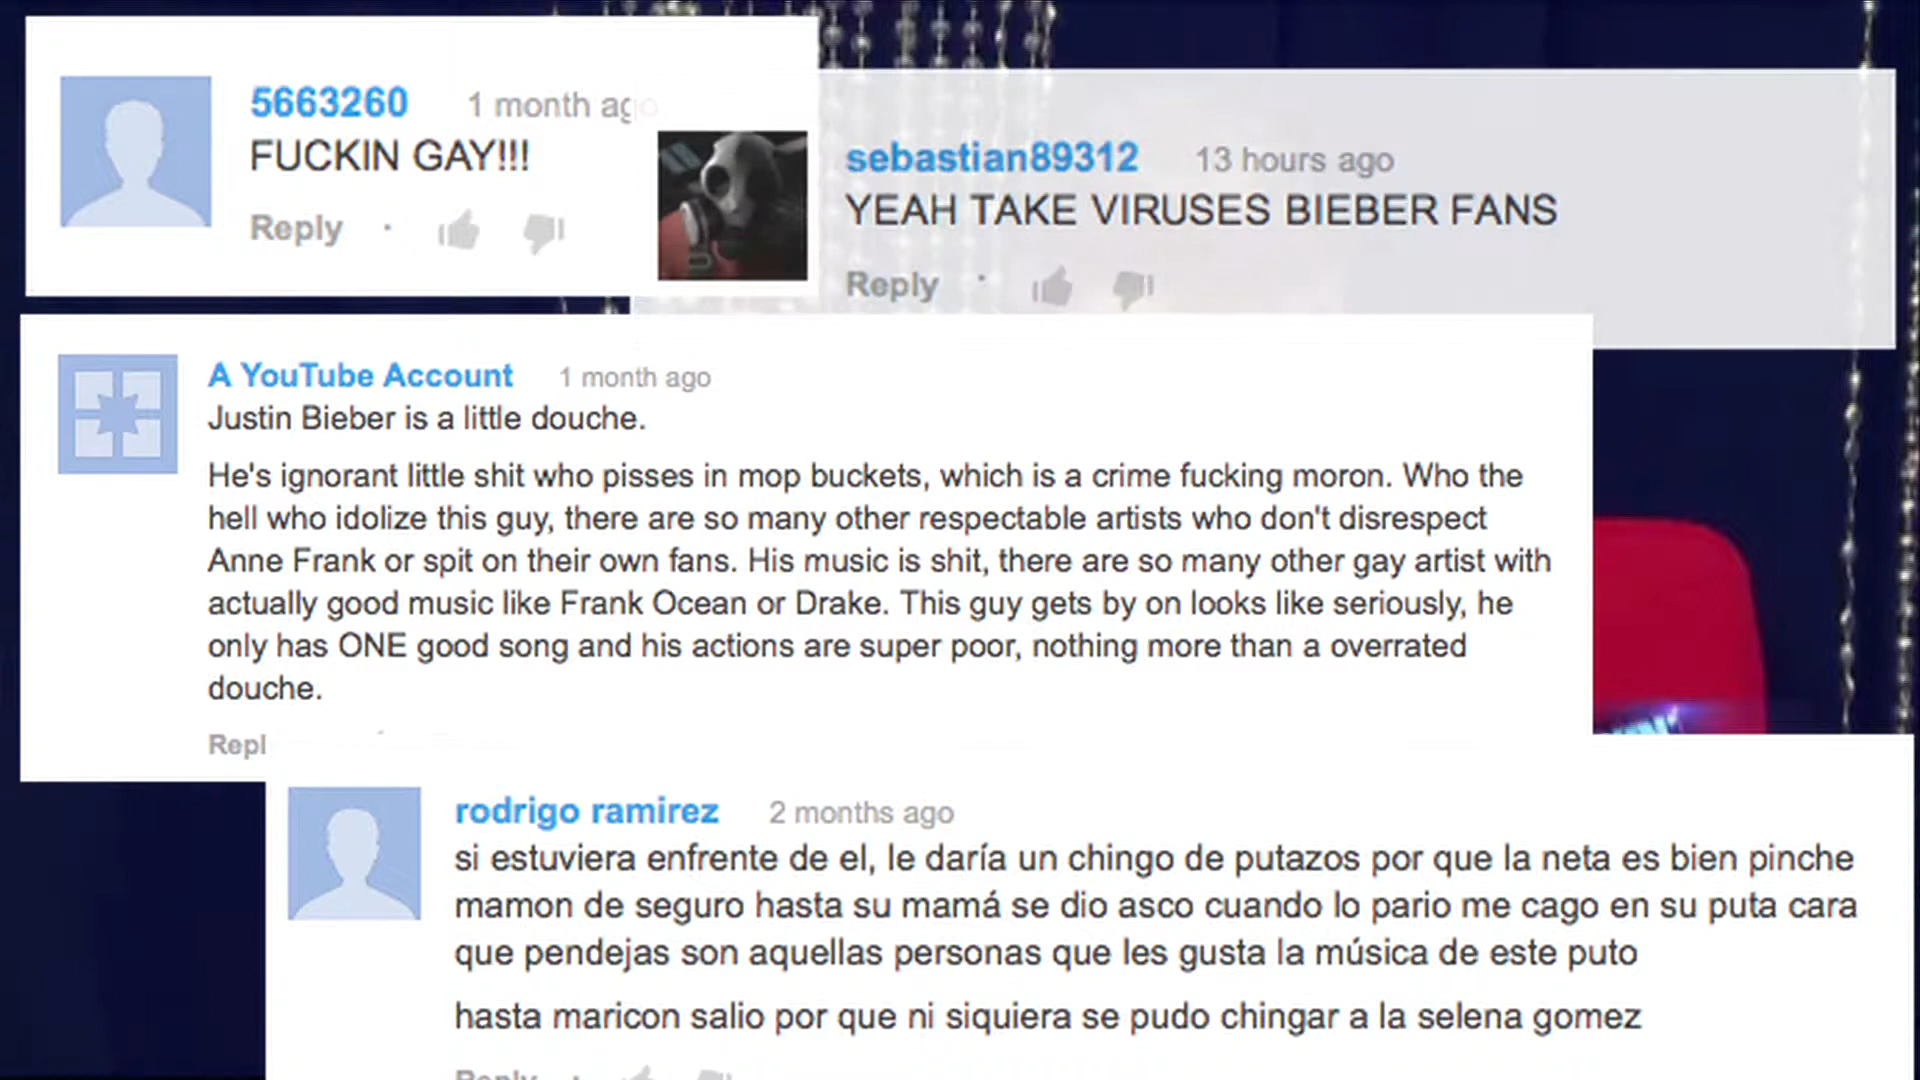 5663260 1 month ago
FUCKIN GAY!!!
Reply ·
sebastian89312 13 hours ago
YEAH TAKE VIRUSES BIEBER FANS
Reply ·
A YouTube Account 1 month ago
Justin Bieber is a little douche.
He's ignorant little shit who pisses in mop buckets, which is a crime fucking moron. Who the
hell who idolize this guy, there are so many other respectable artists who don't disrespect
Anne Frank or spit on their own fans. His music is shit, there are so many other gay artist with
actually good music like Frank Ocean or Drake. This guy gets by on looks like seriously, he
only has ONE good song and his actions are super poor, nothing more than a overrated
douche.
Repl
rodrigo ramirez 2 months ago
si estuviera enfrente de el, le daría un chingo de putazos por que la neta es bien pinche
mamon de seguro hasta su mamá se dio asco cuando lo pario me cago en su puta cara
que pendejas son aquellas personas que les gusta la música de este puto
hasta maricon salio por que ni siquiera se pudo chingar a la selena gomez
Reply ·